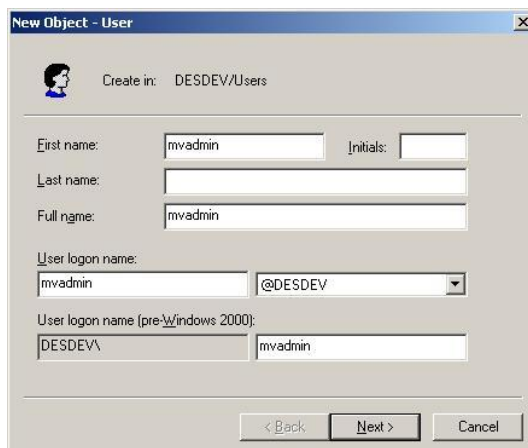 New Object - User
Create in: DESDEV/Users
First name: mvadmin Initials:
Last name:
Full name: mvadmin
User logon name:
mvadmin @DESDEV
User logon name (pre-Windows 2000):
DESDEV\ mvadmin
< Back Next > Cancel